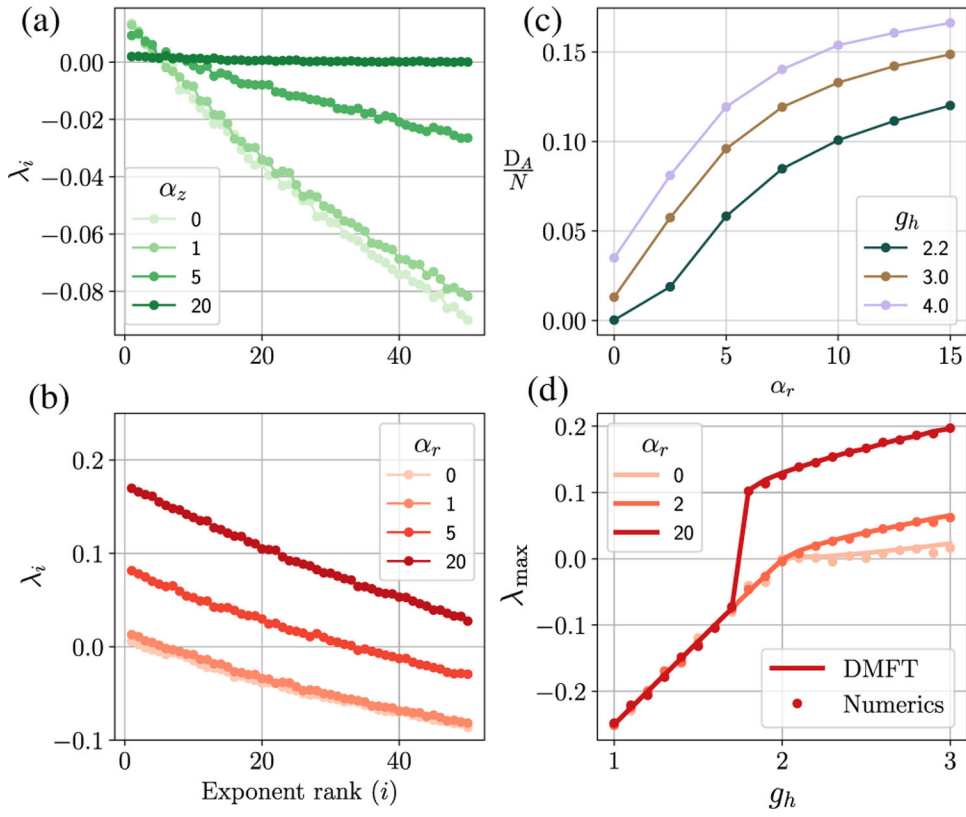 (a)
0.00
−0.02
−0.04
−0.06
−0.08
λi
αz
0
1
5
20
0
20
40
(c)
0.15
0.10
0.05
0.00
DA
N
gh
2.2
3.0
4.0
0
5
10
15
αr
(b)
0.2
0.1
0.0
−0.1
λi
αr
0
1
5
20
0
20
40
Exponent rank (i)
(d)
0.2
0.1
0.0
−0.1
−0.2
λmax
αr
0
2
20
DMFT
Numerics
1
2
3
gh